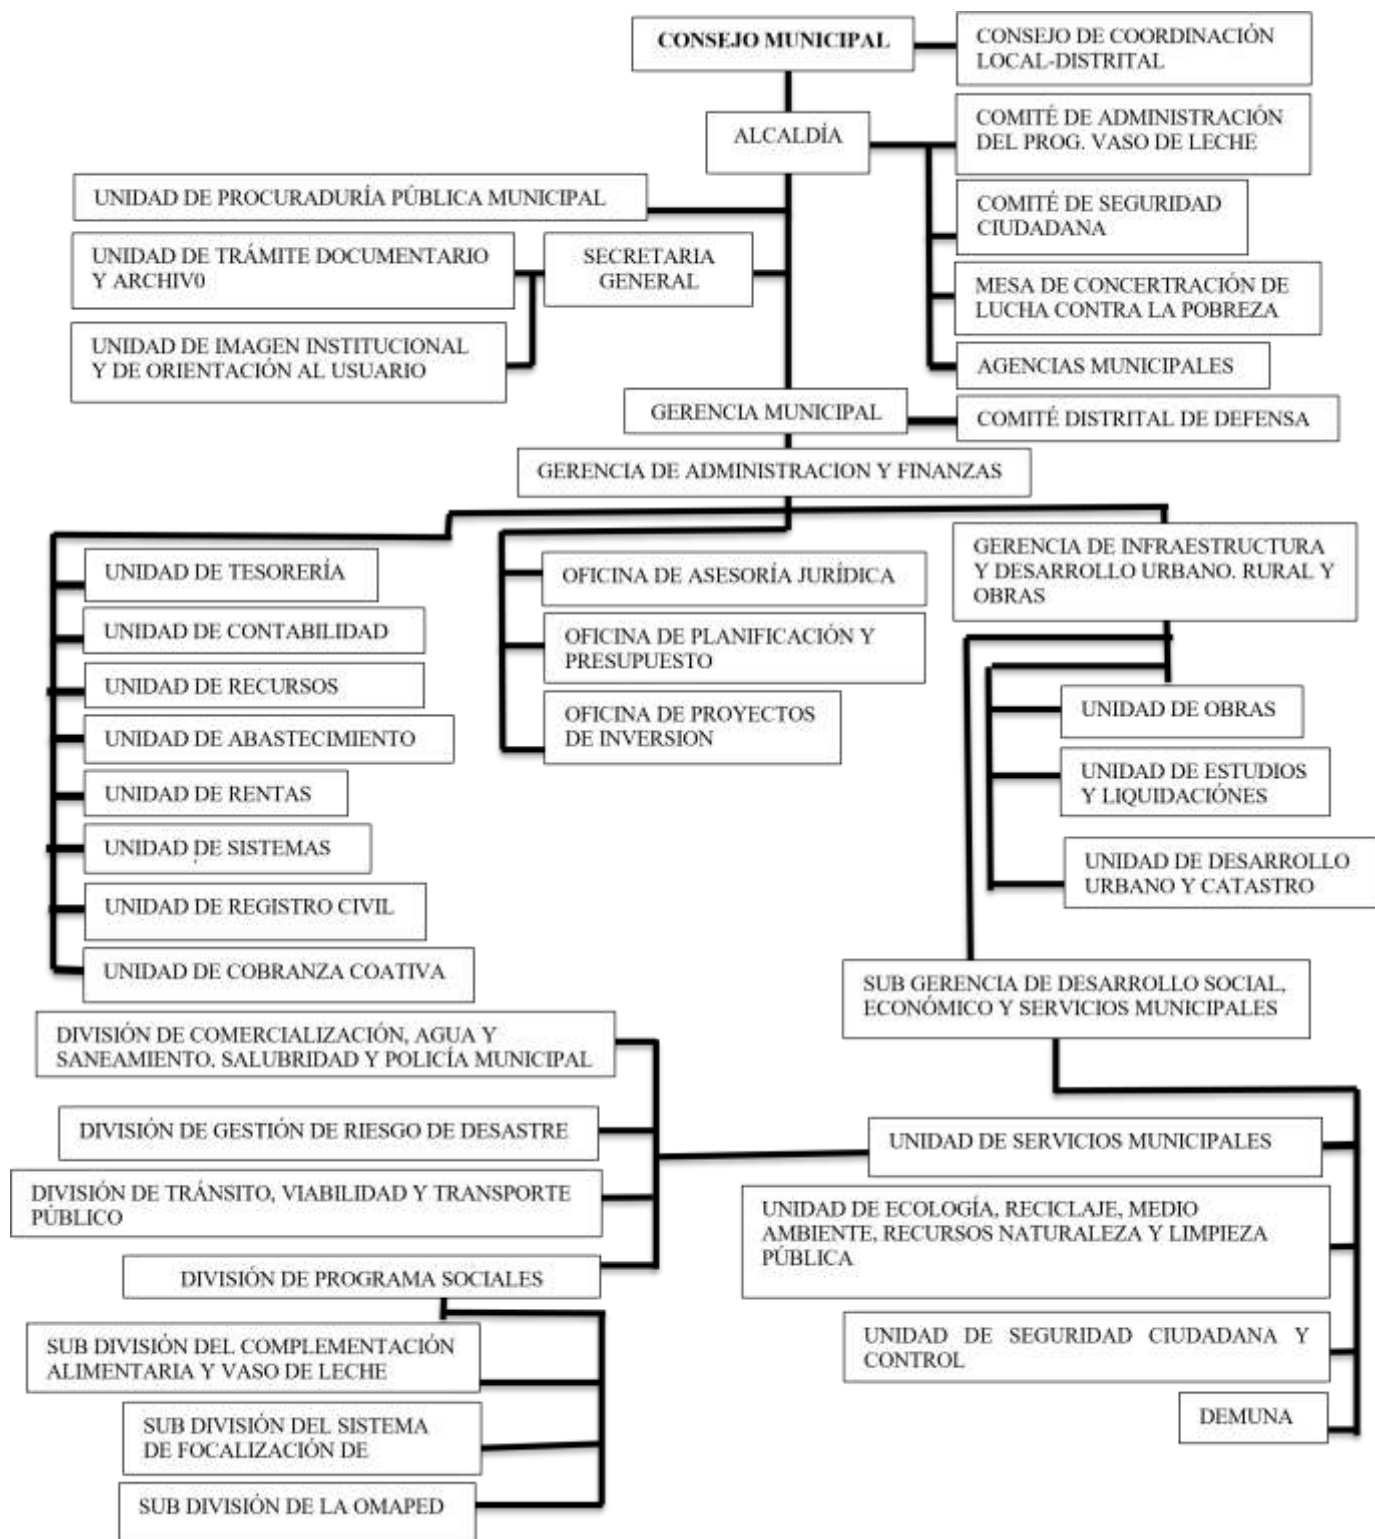 CONSEJO MUNICIPAL
CONSEJO DE COORDINACIÓN
LOCAL-DISTRITAL
ALCALDÍA
COMITÉ DE ADMINISTRACIÓN
DEL PROG. VASO DE LECHE
UNIDAD DE PROCURADURÍA PÚBLICA MUNICIPAL
COMITÉ DE SEGURIDAD
CIUDADANA
UNIDAD DE TRÁMITE DOCUMENTARIO
Y ARCHIV0
SECRETARIA
GENERAL
MESA DE CONCERTRACIÓN DE
LUCHA CONTRA LA POBREZA
UNIDAD DE IMAGEN INSTITUCIONAL
Y DE ORIENTACIÓN AL USUARIO
AGENCIAS MUNICIPALES
GERENCIA MUNICIPAL
COMITÉ DISTRITAL DE DEFENSA
GERENCIA DE ADMINISTRACION Y FINANZAS
UNIDAD DE TESORERÍA
UNIDAD DE CONTABILIDAD
UNIDAD DE RECURSOS
UNIDAD DE ABASTECIMIENTO
UNIDAD DE RENTAS
UNIDAD DE SISTEMAS
UNIDAD DE REGISTRO CIVIL
UNIDAD DE COBRANZA COATIVA
OFICINA DE ASESORÍA JURÍDICA
OFICINA DE PLANIFICACIÓN Y
PRESUPUESTO
OFICINA DE PROYECTOS
DE INVERSION
GERENCIA DE INFRAESTRUCTURA
Y DESARROLLO URBANO. RURAL Y
OBRAS
UNIDAD DE OBRAS
UNIDAD DE ESTUDIOS
Y LIQUIDACIÓNES
UNIDAD DE DESARROLLO
URBANO Y CATASTRO
SUB GERENCIA DE DESARROLLO SOCIAL,
ECONÓMICO Y SERVICIOS MUNICIPALES
DIVISIÓN DE COMERCIALIZACIÓN, AGUA Y
SANEAMIENTO, SALUBRIDAD Y POLICÍA MUNICIPAL
DIVISIÓN DE GESTIÓN DE RIESGO DE DESASTRE
DIVISIÓN DE TRÁNSITO, VIABILIDAD Y TRANSPORTE
PÚBLICO
DIVISIÓN DE PROGRAMA SOCIALES
SUB DIVISIÓN DEL COMPLEMENTACIÓN
ALIMENTARIA Y VASO DE LECHE
SUB DIVISIÓN DEL SISTEMA
DE FOCALIZACIÓN DE
SUB DIVISIÓN DE LA OMAPED
UNIDAD DE SERVICIOS MUNICIPALES
UNIDAD DE ECOLOGÍA, RECICLAJE, MEDIO
AMBIENTE, RECURSOS NATURALEZA Y LIMPIEZA
PÚBLICA
UNIDAD DE SEGURIDAD CIUDADANA Y
CONTROL
DEMUNA